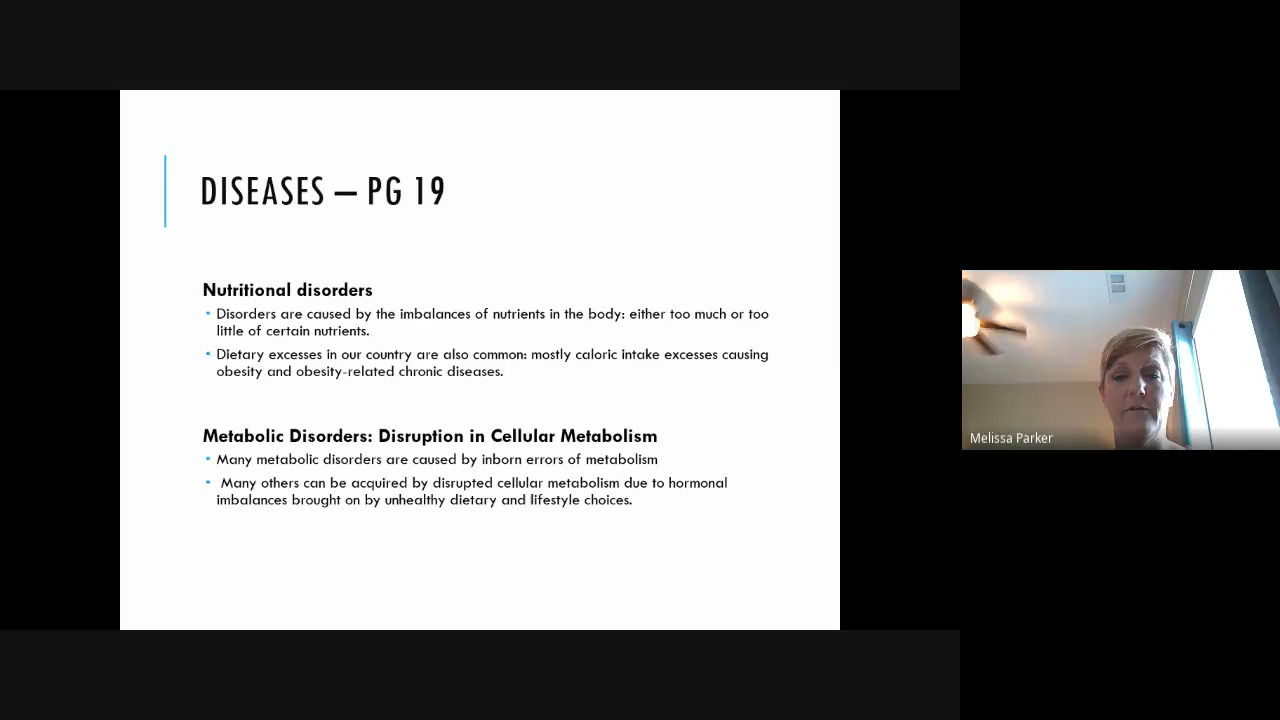 DISEASES – PG 19
Nutritional disorders
Disorders are caused by the imbalances of nutrients in the body: either too much or too
little of certain nutrients.
Dietary excesses in our country are also common: mostly caloric intake excesses causing
obesity and obesity-related chronic diseases.
Metabolic Disorders: Disruption in Cellular Metabolism
Many metabolic disorders are caused by inborn errors of metabolism
Many others can be acquired by disrupted cellular metabolism due to hormonal
imbalances brought on by unhealthy dietary and lifestyle choices.
Melissa Parker